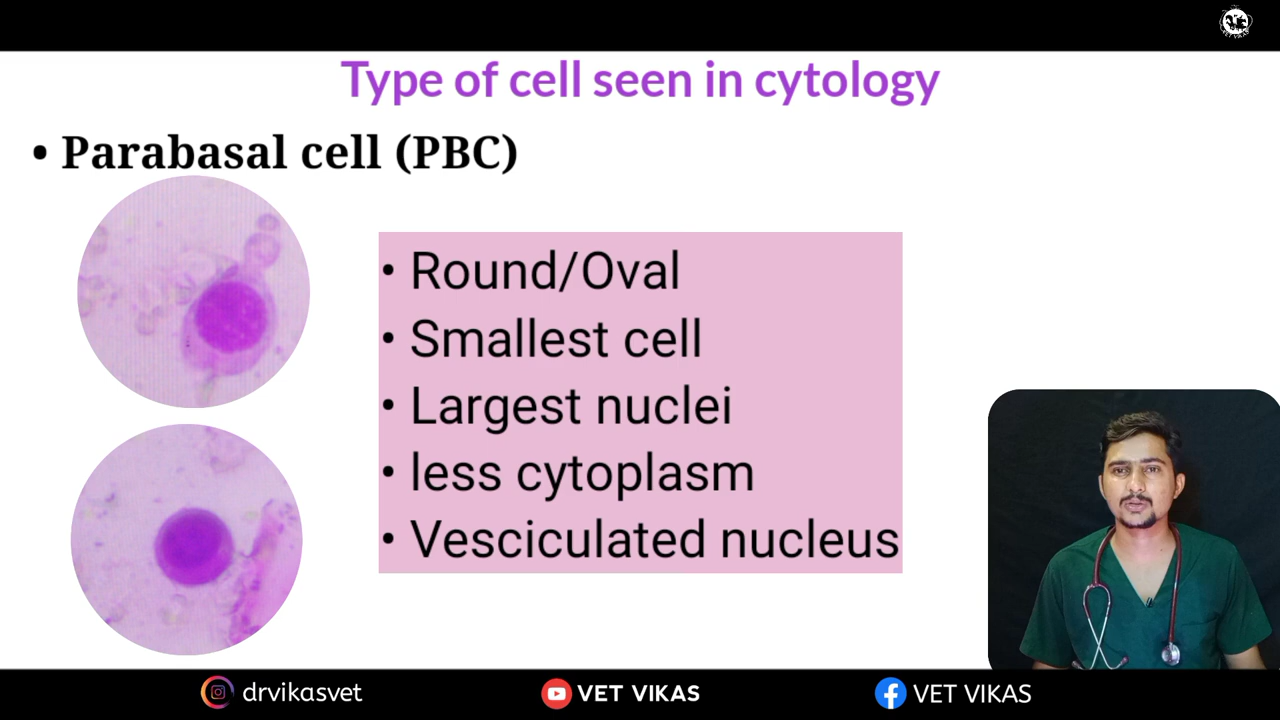 Type of cell seen in cytology
• Parabasal cell (PBC)
• Round/Oval
• Smallest cell
• Largest nuclei
• less cytoplasm
• Vesciculated nucleus
drvikasvet
VET VIKAS
VET VIKAS